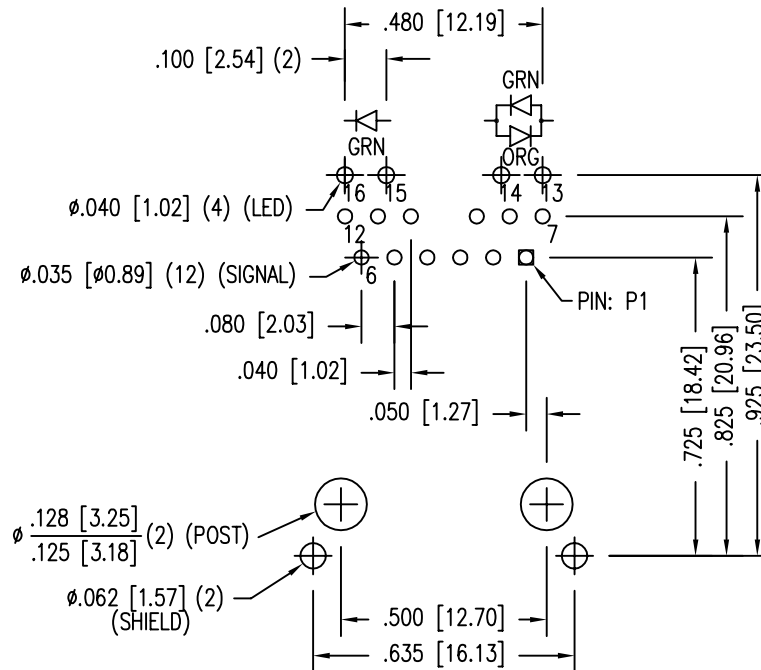 .480 [12.19]
.100 [2.54] (2)
GRN
GRN
ORG
16
15
14
13
ø.040 [1.02] (4) (LED)
12
7
ø.035 [ø0.89] (12) (SIGNAL)
6
PIN: P1
.080 [2.03]
.040 [1.02]
.050 [1.27]
.725 [18.42]
.825 [20.96]
.925 [23.50]
ø .128 [3.25]
.125 [3.18] (2) (POST)
ø.062 [1.57] (2)
(SHIELD)
.500 [12.70]
.635 [16.13]